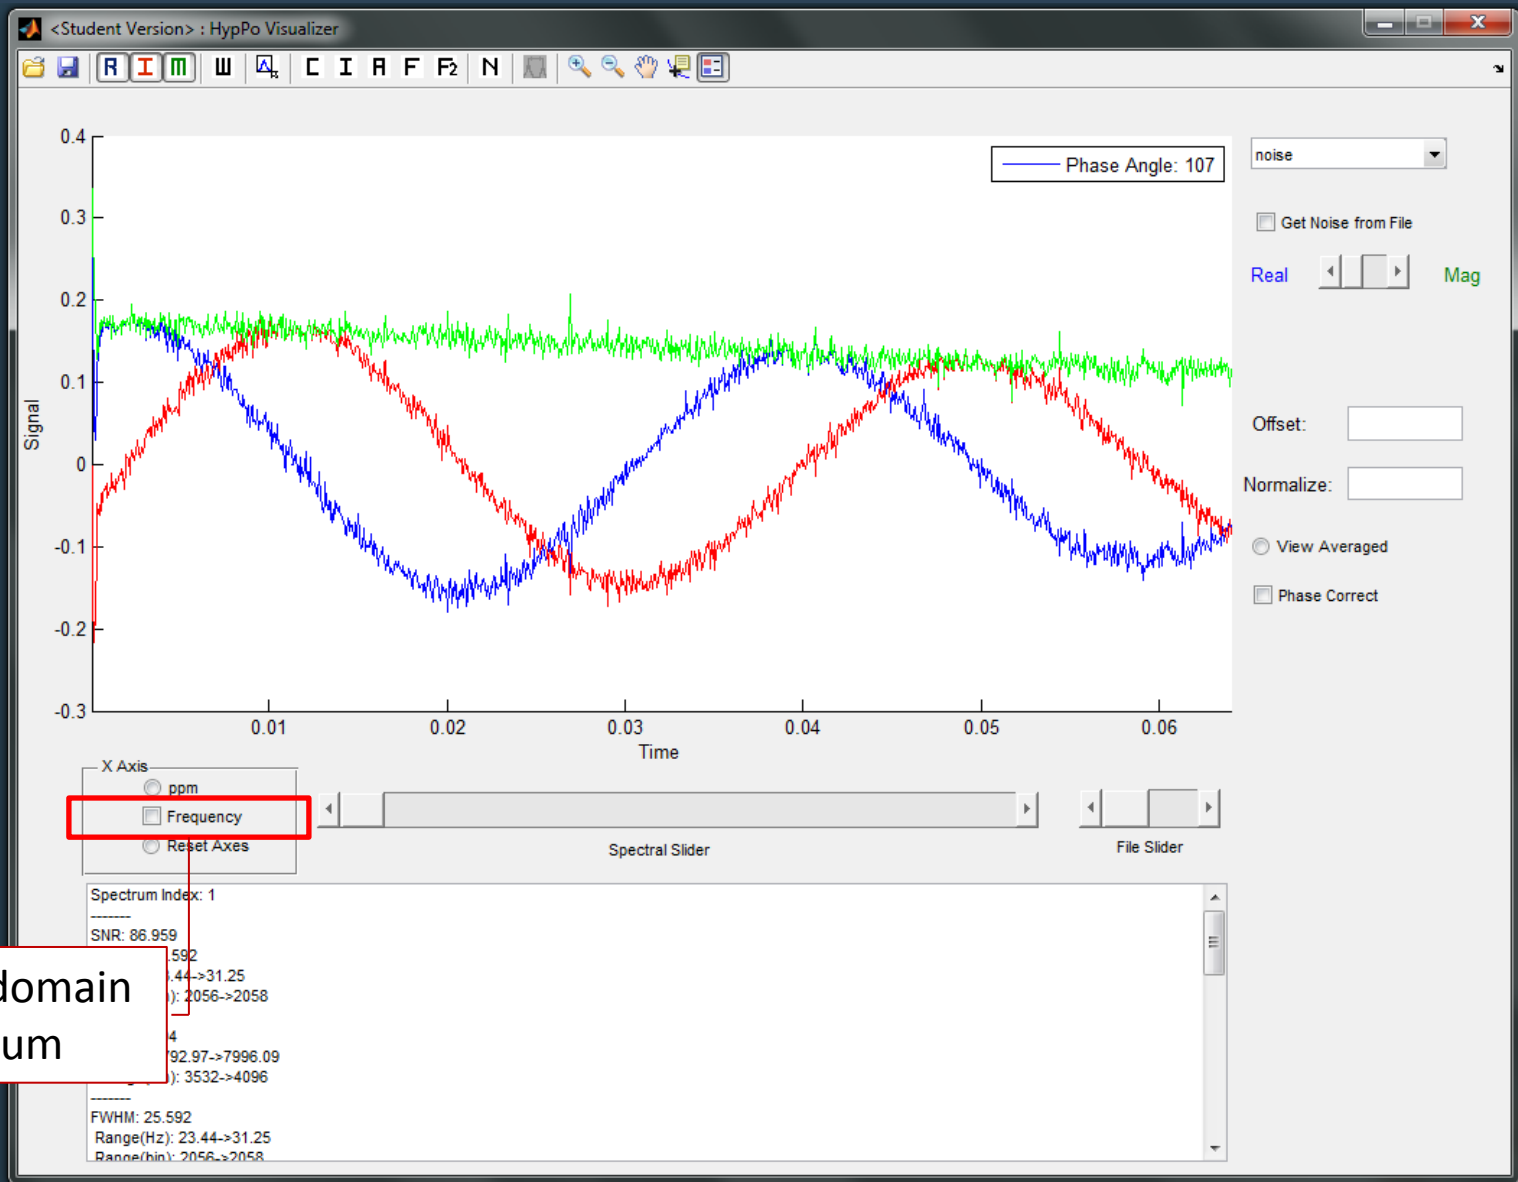 <Student Version> : HypPo Visualizer
R I m W C I A F F2 N
0.4
0.3
0.2
0.1
0
-0.1
-0.2
-0.3
Signal
Phase Angle: 107
0.01 0.02 0.03 0.04 0.05 0.06
Time
noise
Get Noise from File
Real Mag
Offset:
Normalize:
View Averaged
Phase Correct
X Axis
ppm
Frequency
Reset Axes
Spectral Slider
File Slider
Spectrum Index: 1
-------
SNR: 86.959
.592
.44->31.25
): 2056->2058
4
92.97->7996.09
): 3532->4096
-------
FWHM: 25.592
Range(Hz): 23.44->31.25
Range(bin): 2056->2058
domain
um